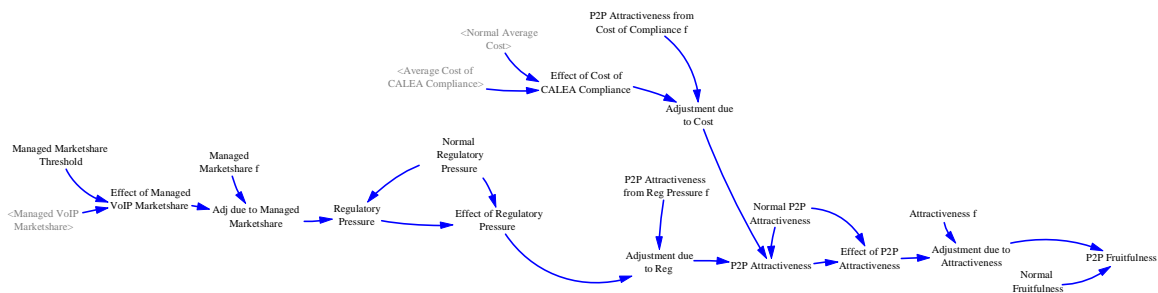 P2P Attractiveness from
Cost of Compliance f
<Normal Average
Cost>
<Average Cost of
CALEA Compliance>
Effect of Cost of
CALEA Compliance
Adjustment due
to Cost
Managed Marketshare
Threshold
Managed
Marketshare f
Normal
Regulatory
Pressure
Effect of Managed
VoIP Marketshare
<Managed VoIP
Marketshare>
Adj due to Managed
Marketshare
Regulatory
Pressure
Effect of Regulatory
Pressure
P2P Attractiveness
from Reg Pressure f
Normal P2P
Attractiveness
Attractiveness f
Adjustment due
to Reg
P2P Attractiveness
Effect of P2P
Attractiveness
Adjustment due to
Attractiveness
P2P Fruitfulness
Normal
Fruitfulness